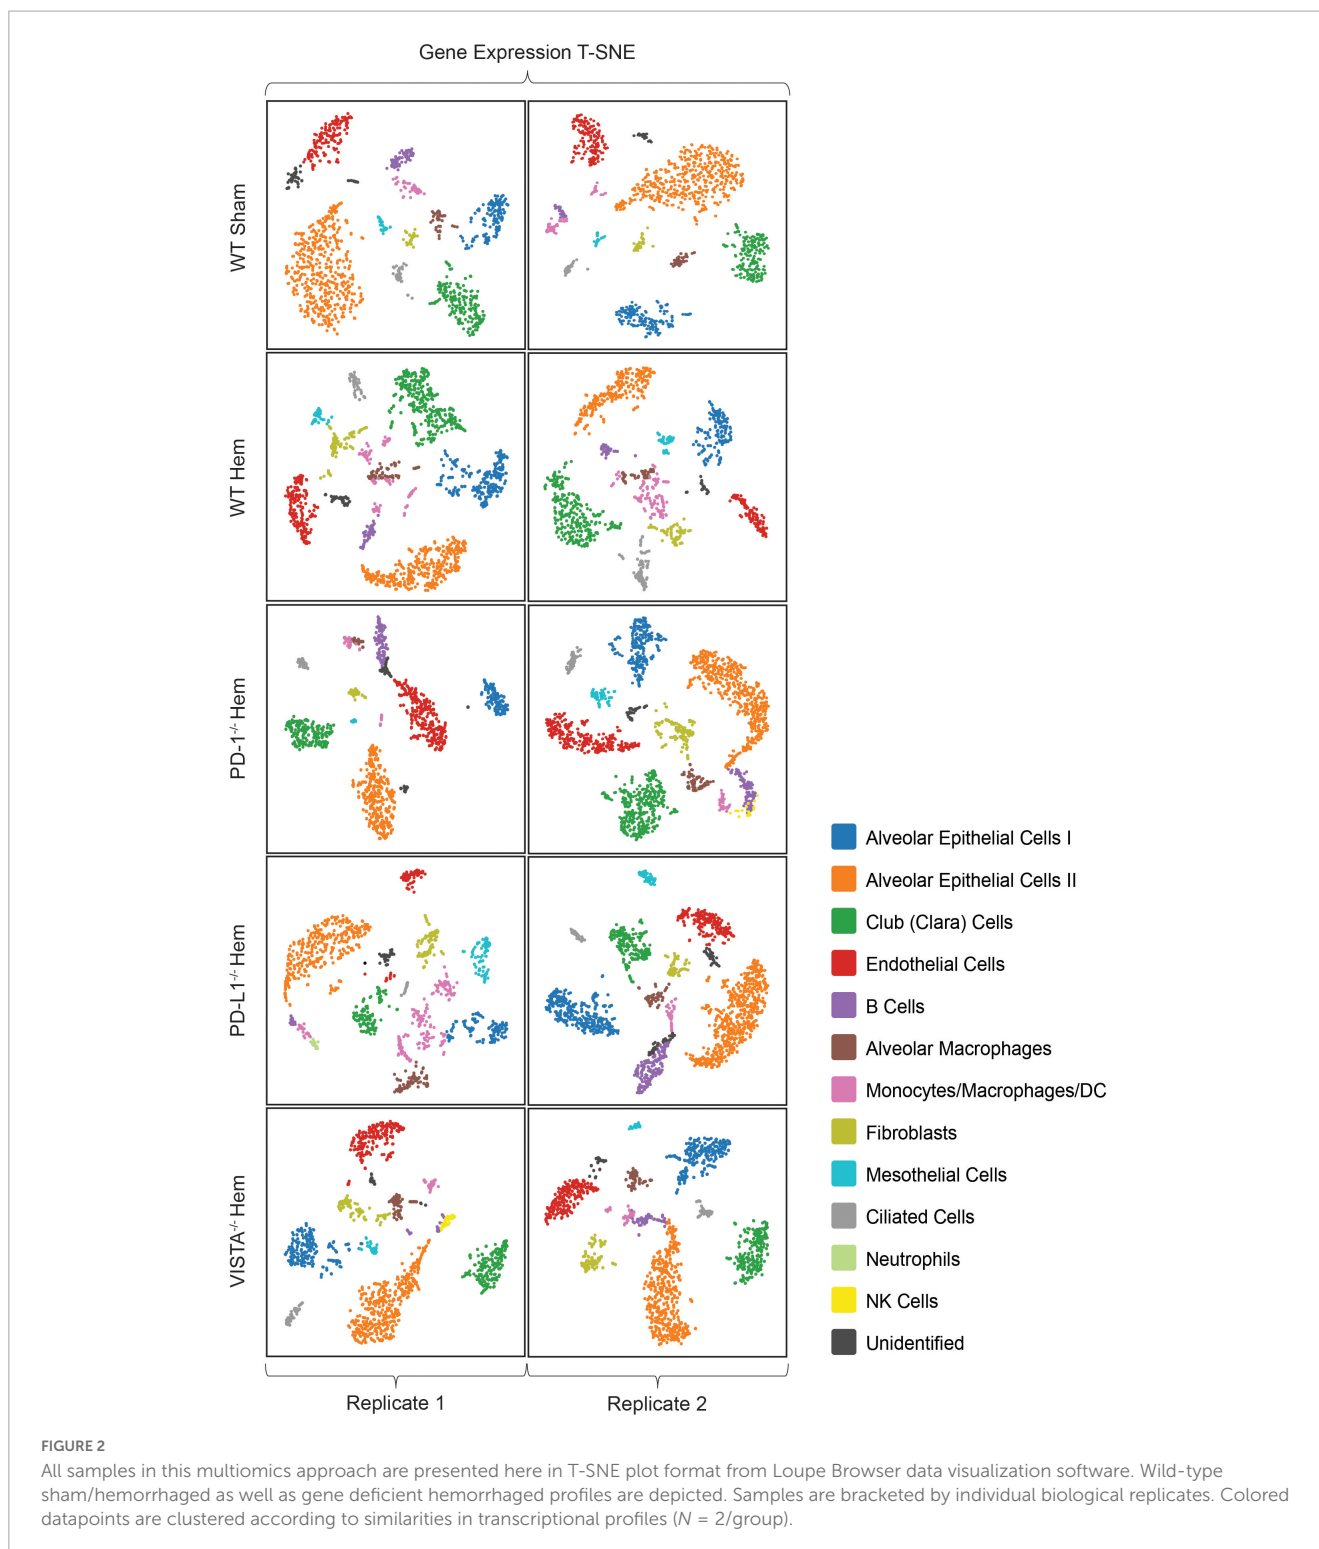 Gene Expression T-SNE
WT Sham
WT Hem
PD-1-/- Hem
PD-L1-/- Hem
VISTA-/- Hem
Alveolar Epithelial Cells I
Alveolar Epithelial Cells II
Club (Clara) Cells
Endothelial Cells
B Cells
Alveolar Macrophages
Monocytes/Macrophages/DC
Fibroblasts
Mesothelial Cells
Ciliated Cells
Neutrophils
NK Cells
Unidentified
Replicate 1
Replicate 2
FIGURE 2
All samples in this multiomics approach are presented here in T-SNE plot format from Loupe Browser data visualization software. Wild-type
sham/hemorrhaged as well as gene deficient hemorrhaged profiles are depicted. Samples are bracketed by individual biological replicates. Colored
datapoints are clustered according to similarities in transcriptional profiles (N = 2/group).